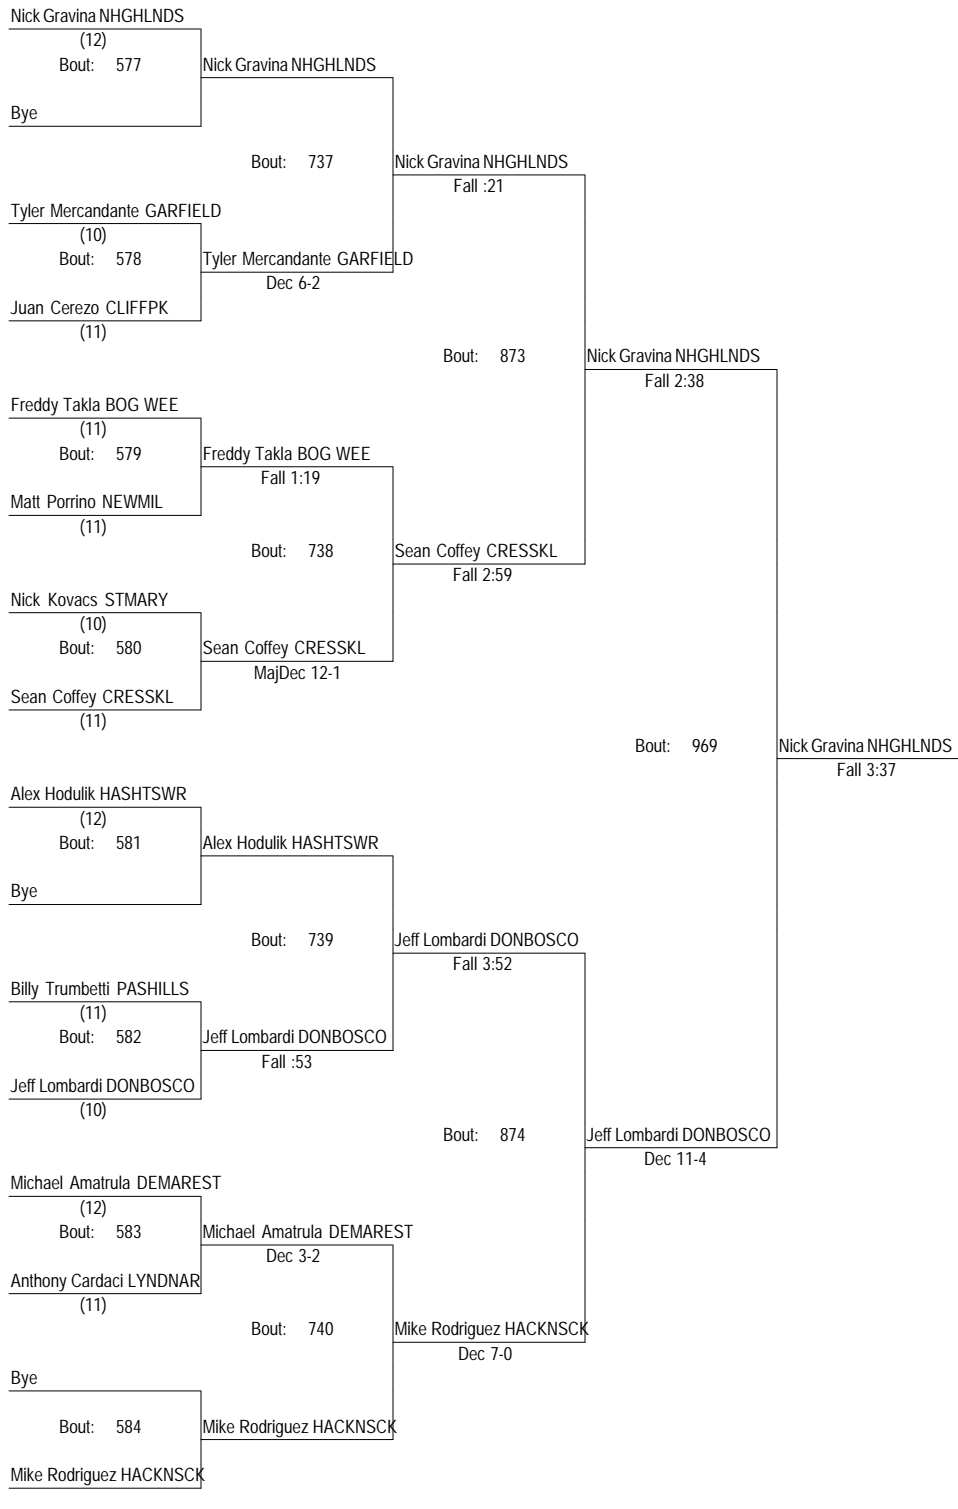 Nick Gravina NHGHLNDS
(12)
Bout: 577
Nick Gravina NHGHLNDS
Bye
Bout: 737
Nick Gravina NHGHLNDS
Fall :21
Tyler Mercandante GARFIELD
(10)
Bout: 578
Tyler Mercandante GARFIELD
Dec 6-2
Juan Cerezo CLIFFPK
(11)
Bout: 873
Nick Gravina NHGHLNDS
Fall 2:38
Freddy Takla BOG WEE
(11)
Bout: 579
Freddy Takla BOG WEE
Fall 1:19
Matt Porrino NEWMIL
(11)
Bout: 738
Sean Coffey CRESSKL
Fall 2:59
Nick Kovacs STMARY
(10)
Bout: 580
Sean Coffey CRESSKL
MajDec 12-1
Sean Coffey CRESSKL
(11)
Bout: 969
Nick Gravina NHGHLNDS
Fall 3:37
Alex Hodulik HASHTSWR
(12)
Bout: 581
Alex Hodulik HASHTSWR
Bye
Bout: 739
Jeff Lombardi DONBOSCO
Fall 3:52
Billy Trumbetti PASHILLS
(11)
Bout: 582
Jeff Lombardi DONBOSCO
Fall :53
Jeff Lombardi DONBOSCO
(10)
Bout: 874
Jeff Lombardi DONBOSCO
Dec 11-4
Michael Amatrula DEMAREST
(12)
Bout: 583
Michael Amatrula DEMAREST
Dec 3-2
Anthony Cardaci LYNDNAR
(11)
Bout: 740
Mike Rodriguez HACKNSCK
Dec 7-0
Bye
Bout: 584
Mike Rodriguez HACKNSCK
Mike Rodriguez HACKNSCK